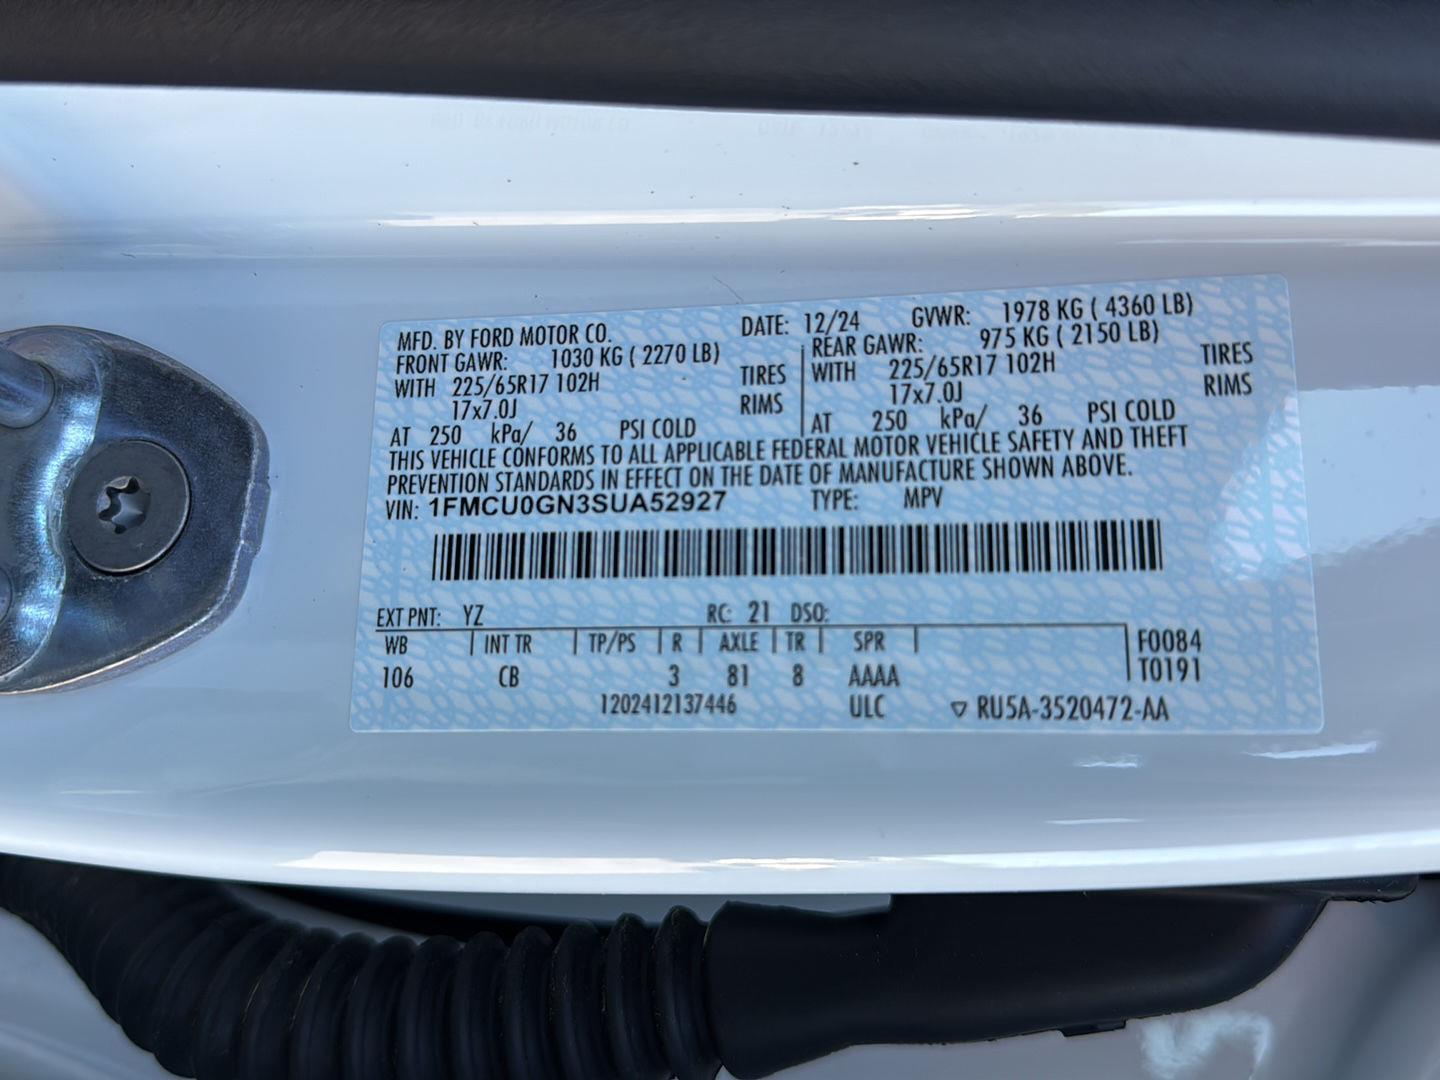 MFD. BY FORD MOTOR CO. DATE: 12/24 GVWR: 1978 KG ( 4360 LB)
FRONT GAWR: 1030 KG ( 2270 LB) REAR GAWR: 975 KG ( 2150 LB)
WITH 225/65R17 102H TIRES WITH 225/65R17 102H TIRES
17x7.0J RIMS 17x7.0J RIMS
AT 250 kPa/ 36 PSI COLD AT 250 kPa/ 36 PSI COLD
THIS VEHICLE CONFORMS TO ALL APPLICABLE FEDERAL MOTOR VEHICLE SAFETY AND THEFT
PREVENTION STANDARDS IN EFFECT ON THE DATE OF MANUFACTURE SHOWN ABOVE.
VIN: 1FMCU0GN3SUA52927 TYPE: MPV
EXT PNT: YZ RC: 21 DSO:
WB INT TR TP/PS R AXLE TR SPR F0084
106 CB 3 81 8 AAAA T0191
1202412137446 ULC ▽ RU5A-3520472-AA